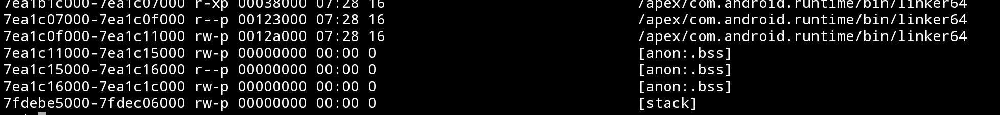 7ea1b1c000-7ea1c07000 r-xp 00038000 07:28 16 /apex/com.android.runtime/bin/linker64
7ea1c07000-7ea1c0f000 r--p 00123000 07:28 16 /apex/com.android.runtime/bin/linker64
7ea1c0f000-7ea1c11000 rw-p 0012a000 07:28 16 /apex/com.android.runtime/bin/linker64
7ea1c11000-7ea1c15000 rw-p 00000000 00:00 0 [anon:.bss]
7ea1c15000-7ea1c16000 r--p 00000000 00:00 0 [anon:.bss]
7ea1c16000-7ea1c1c000 rw-p 00000000 00:00 0 [anon:.bss]
7fdebe5000-7fdec06000 rw-p 00000000 00:00 0 [stack]